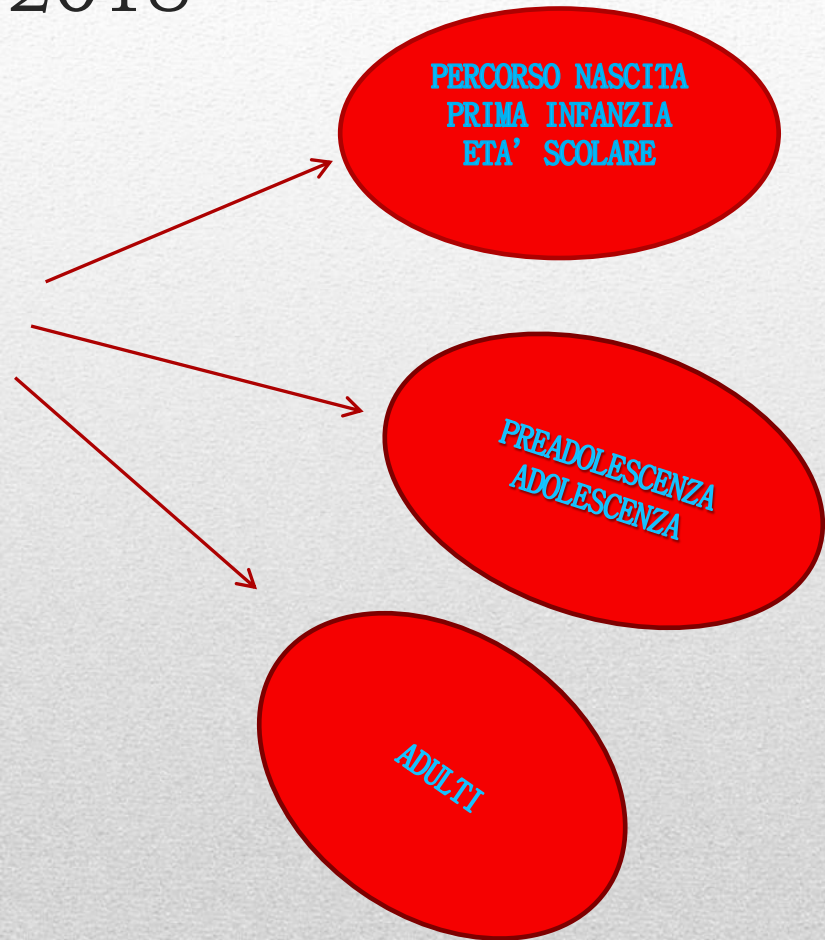 PERCORSO NASCITA
PRIMA INFANZIA
ETA’ SCOLARE
PREADOLESCENZA
ADOLESCENZA
ADULTI